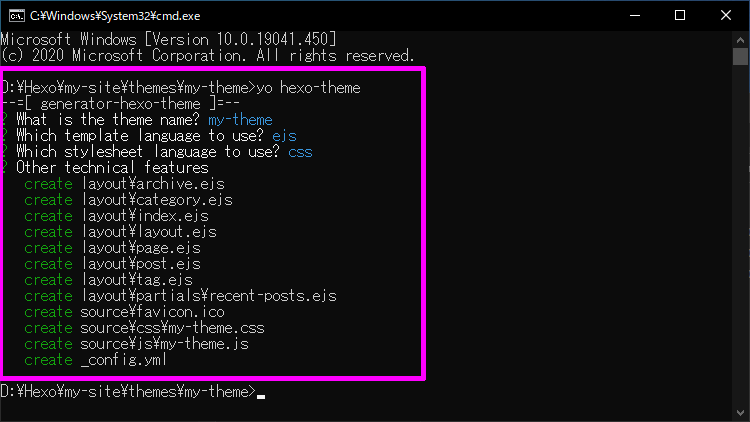 C:¥Windows¥System32¥cmd.exe
Microsoft Windows [Version 10.0.19041.450]
(c) 2020 Microsoft Corporation. All rights reserved.
D:¥Hexo¥my-site¥themes¥my-theme>yo hexo-theme
--=[ generator-hexo-theme ]=--
? What is the theme name? my-theme
? Which template language to use? ejs
? Which stylesheet language to use? css
? Other technical features
create layout¥archive.ejs
create layout¥category.ejs
create layout¥index.ejs
create layout¥layout.ejs
create layout¥page.ejs
create layout¥post.ejs
create layout¥tag.ejs
create layout¥partials¥recent-posts.ejs
create source¥favicon.ico
create source¥css¥my-theme.css
create source¥js¥my-theme.js
create _config.yml
D:¥Hexo¥my-site¥themes¥my-theme>